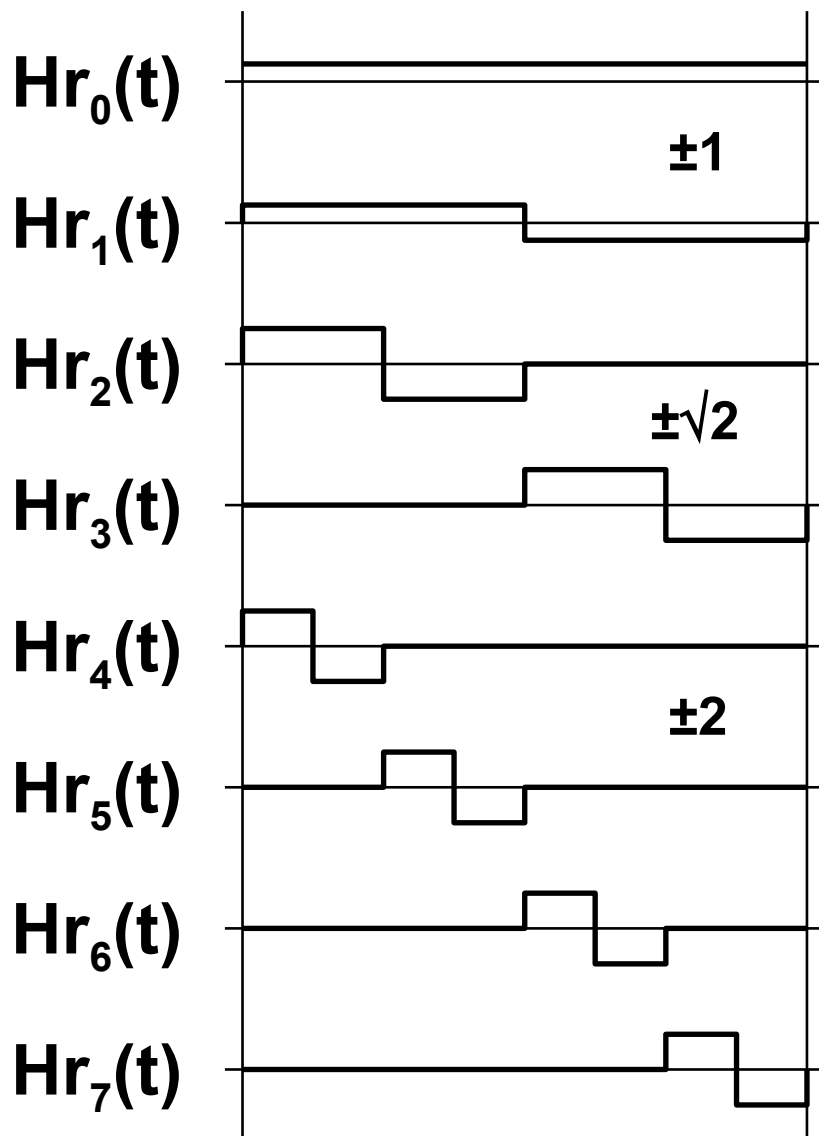 Hr₀(t)
±1
Hr₁(t)
Hr₂(t)
±√2
Hr₃(t)
Hr₄(t)
±2
Hr₅(t)
Hr₆(t)
Hr₇(t)